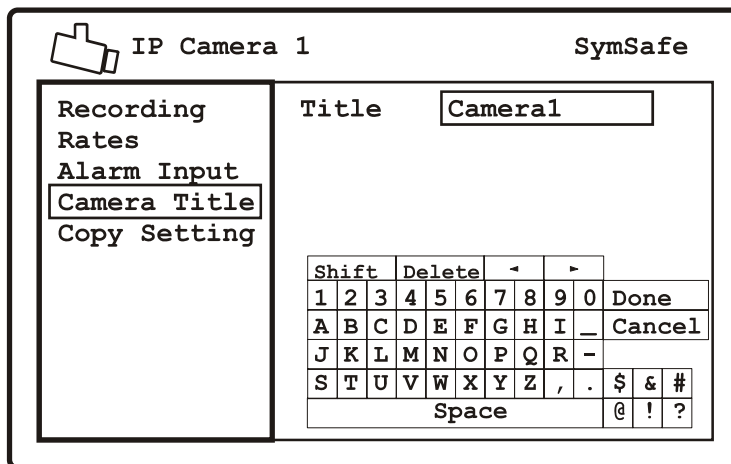 IP Camera 1 SymSafe
Recording
Rates
Alarm Input
Camera Title
Copy Setting
Title Camera1
Shift Delete ◄ ►
1 2 3 4 5 6 7 8 9 0 Done
A B C D E F G H I _ Cancel
J K L M N O P Q R -
S T U V W X Y Z , . $ & #
Space @ ! ?